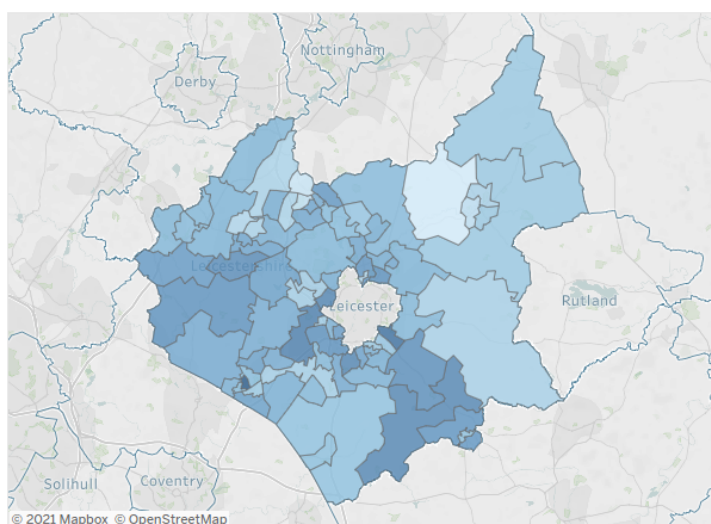 Nottingham
Derby
Leicestershire
Leicester
Rutland
Solihull
Coventry
© 2021 Mapbox © OpenStreetMap